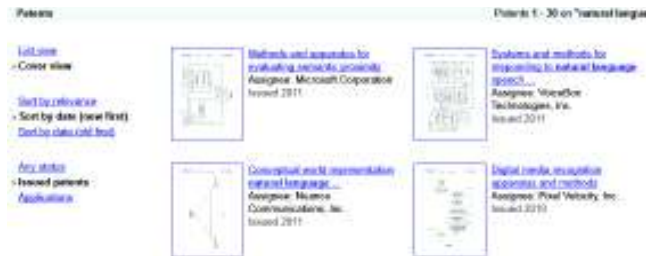 Patents
Patents 1 - 30 on "natural langua
List view
Cover view
Sort by relevance
Sort by date (new first)
Sort by date (old first)
Any status
Issued patents
Applications
Methods and apparatus for
evaluating semantic proximity
Assignee: Microsoft Corporation
Issued 2011
Systems and methods for
responding to natural language
speech ...
Assignee: VoiceBox
Technologies, Inc.
Issued 2011
Conceptual world representation
natural language ...
Assignee: Nuance
Communications, Inc.
Issued 2011
Digital media recognition
apparatus and methods
Assignee: Pixel Velocity, Inc.
Issued 2010